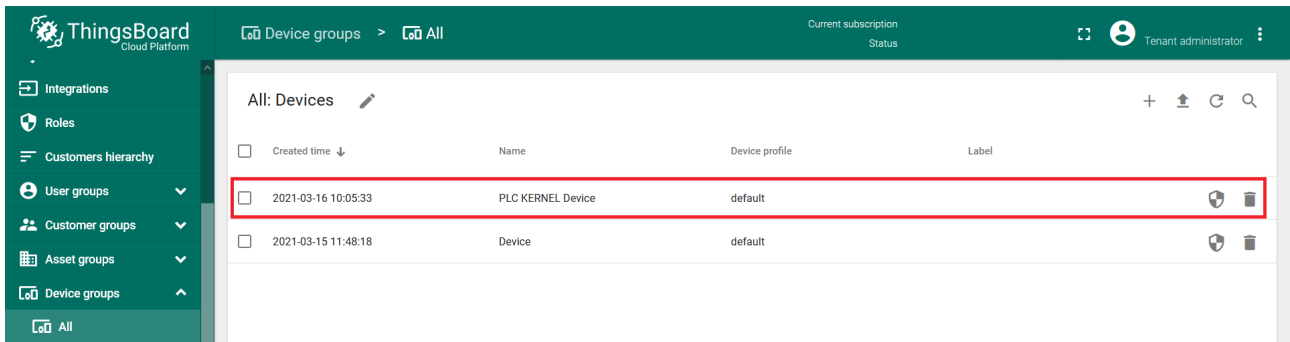 ThingsBoard
Cloud Platform
Device groups > All
Current subscription
Status
Tenant administrator
Integrations
Roles
Customers hierarchy
User groups
Customer groups
Asset groups
Device groups
All
All: Devices
Created time Name Device profile Label
2021-03-16 10:05:33 PLC KERNEL Device default
2021-03-15 11:48:18 Device default